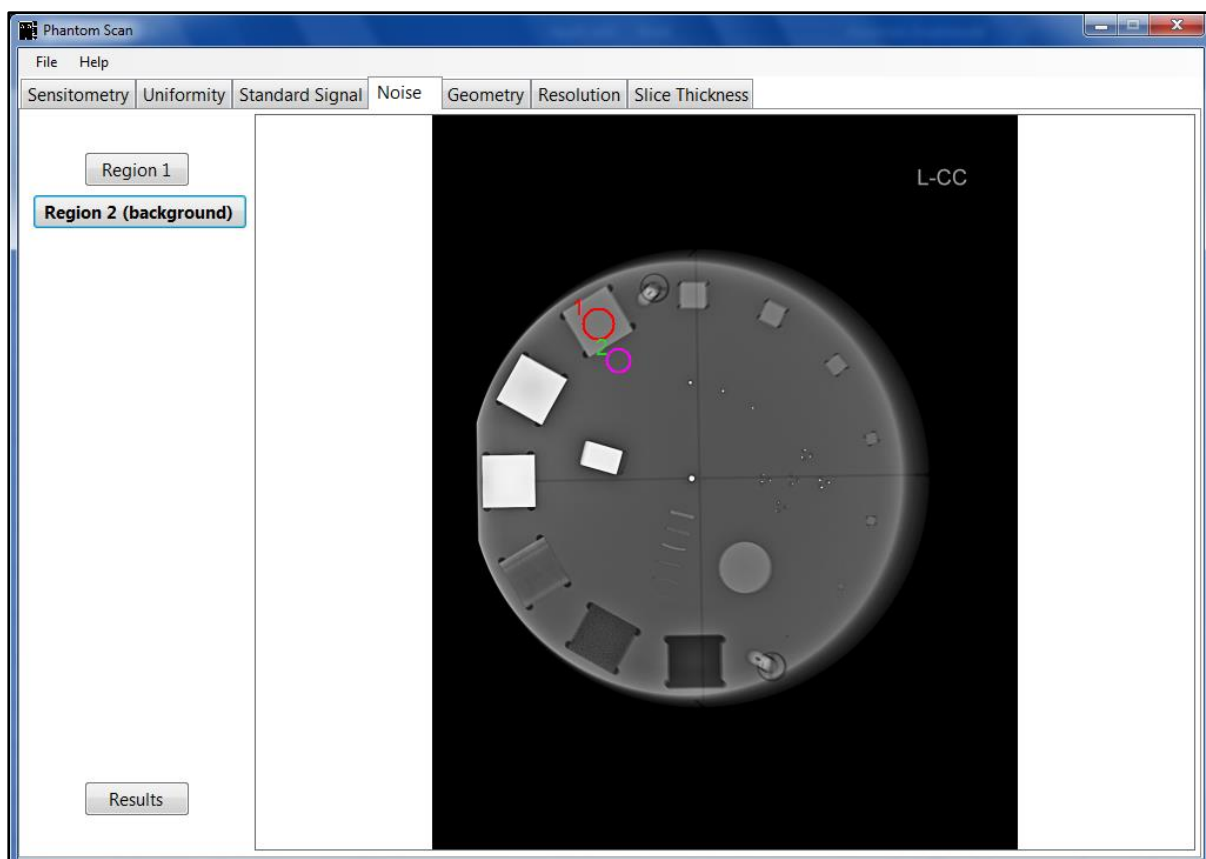 Phantom Scan
File Help
Sensitometry Uniformity Standard Signal Noise Geometry Resolution Slice Thickness
Region 1
Region 2 (background)
L-CC
1
2
Results